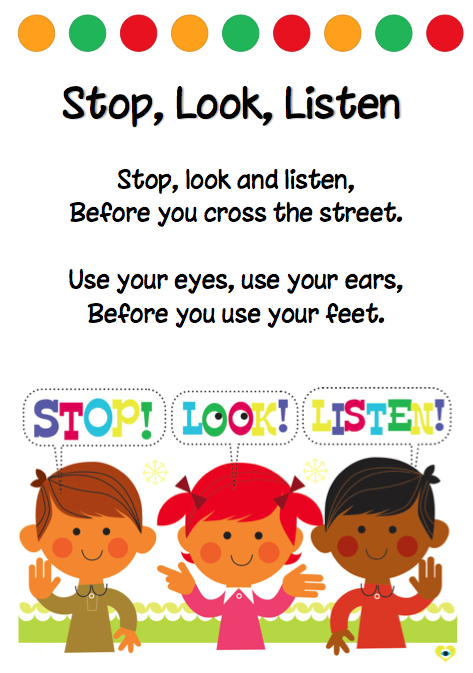 Stop, Look, Listen
Stop, look and listen,
Before you cross the street.
Use your eyes, use your ears,
Before you use your feet.
STOP! LOOK! LISTEN!